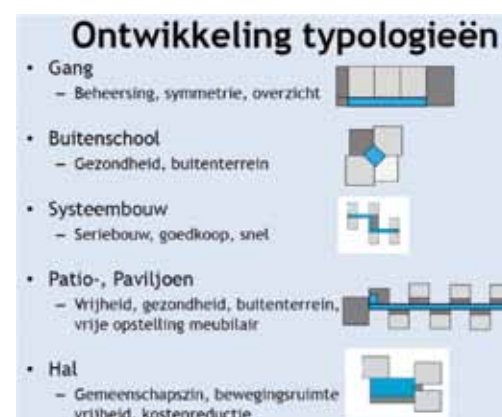 Ontwikkeling typologieën
• Gang
– Beheersing, symmetrie, overzicht
• Buitenschool
– Gezondheid, buitenterrein
• Systeembouw
– Seriebouw, goedkoop, snel
• Patio-, Paviljoen
– Vrijheid, gezondheid, buitenterrein,
vrije opstelling meubilair
• Hal
– Gemeenschapszin, bewegingsruimte
vrijheid, kostenreductie